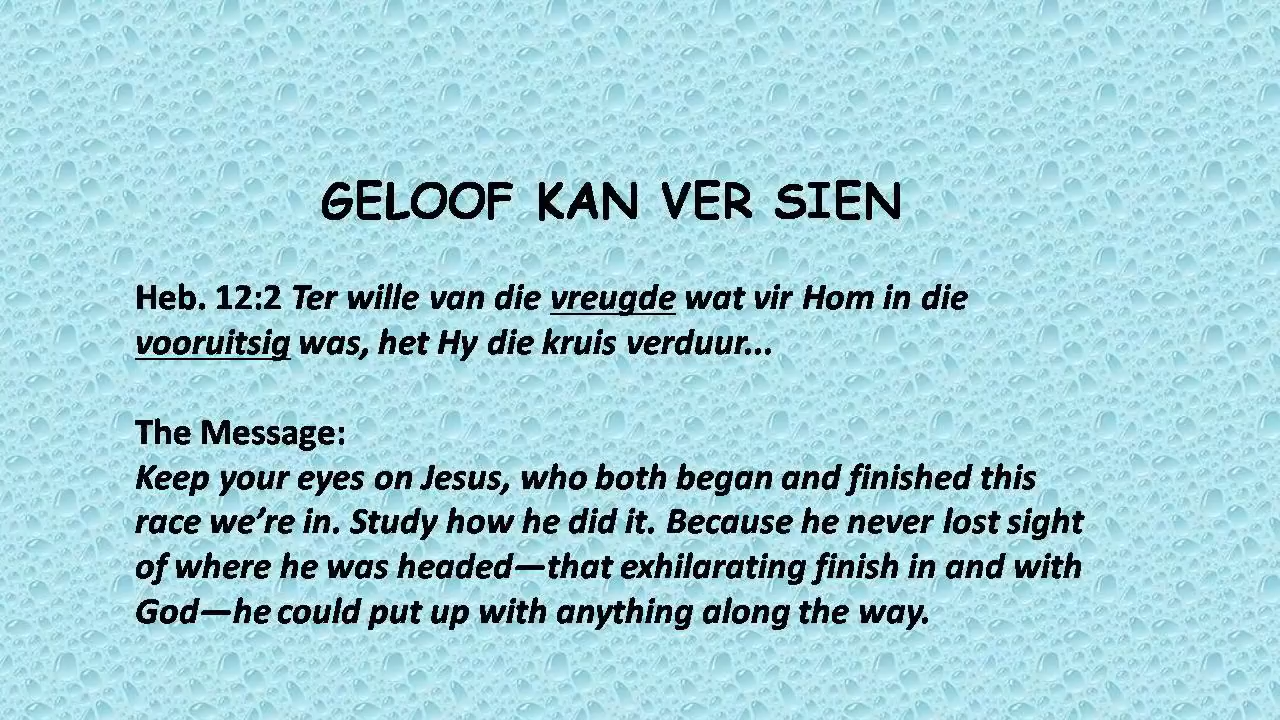 GELOOF KAN VER SIEN
Heb. 12:2 Ter wille van die vreugde wat vir Hom in die
vooruitsig was, het Hy die kruis verduur...
The Message:
Keep your eyes on Jesus, who both began and finished this
race we’re in. Study how he did it. Because he never lost sight
of where he was headed—that exhilarating finish in and with
God—he could put up with anything along the way.